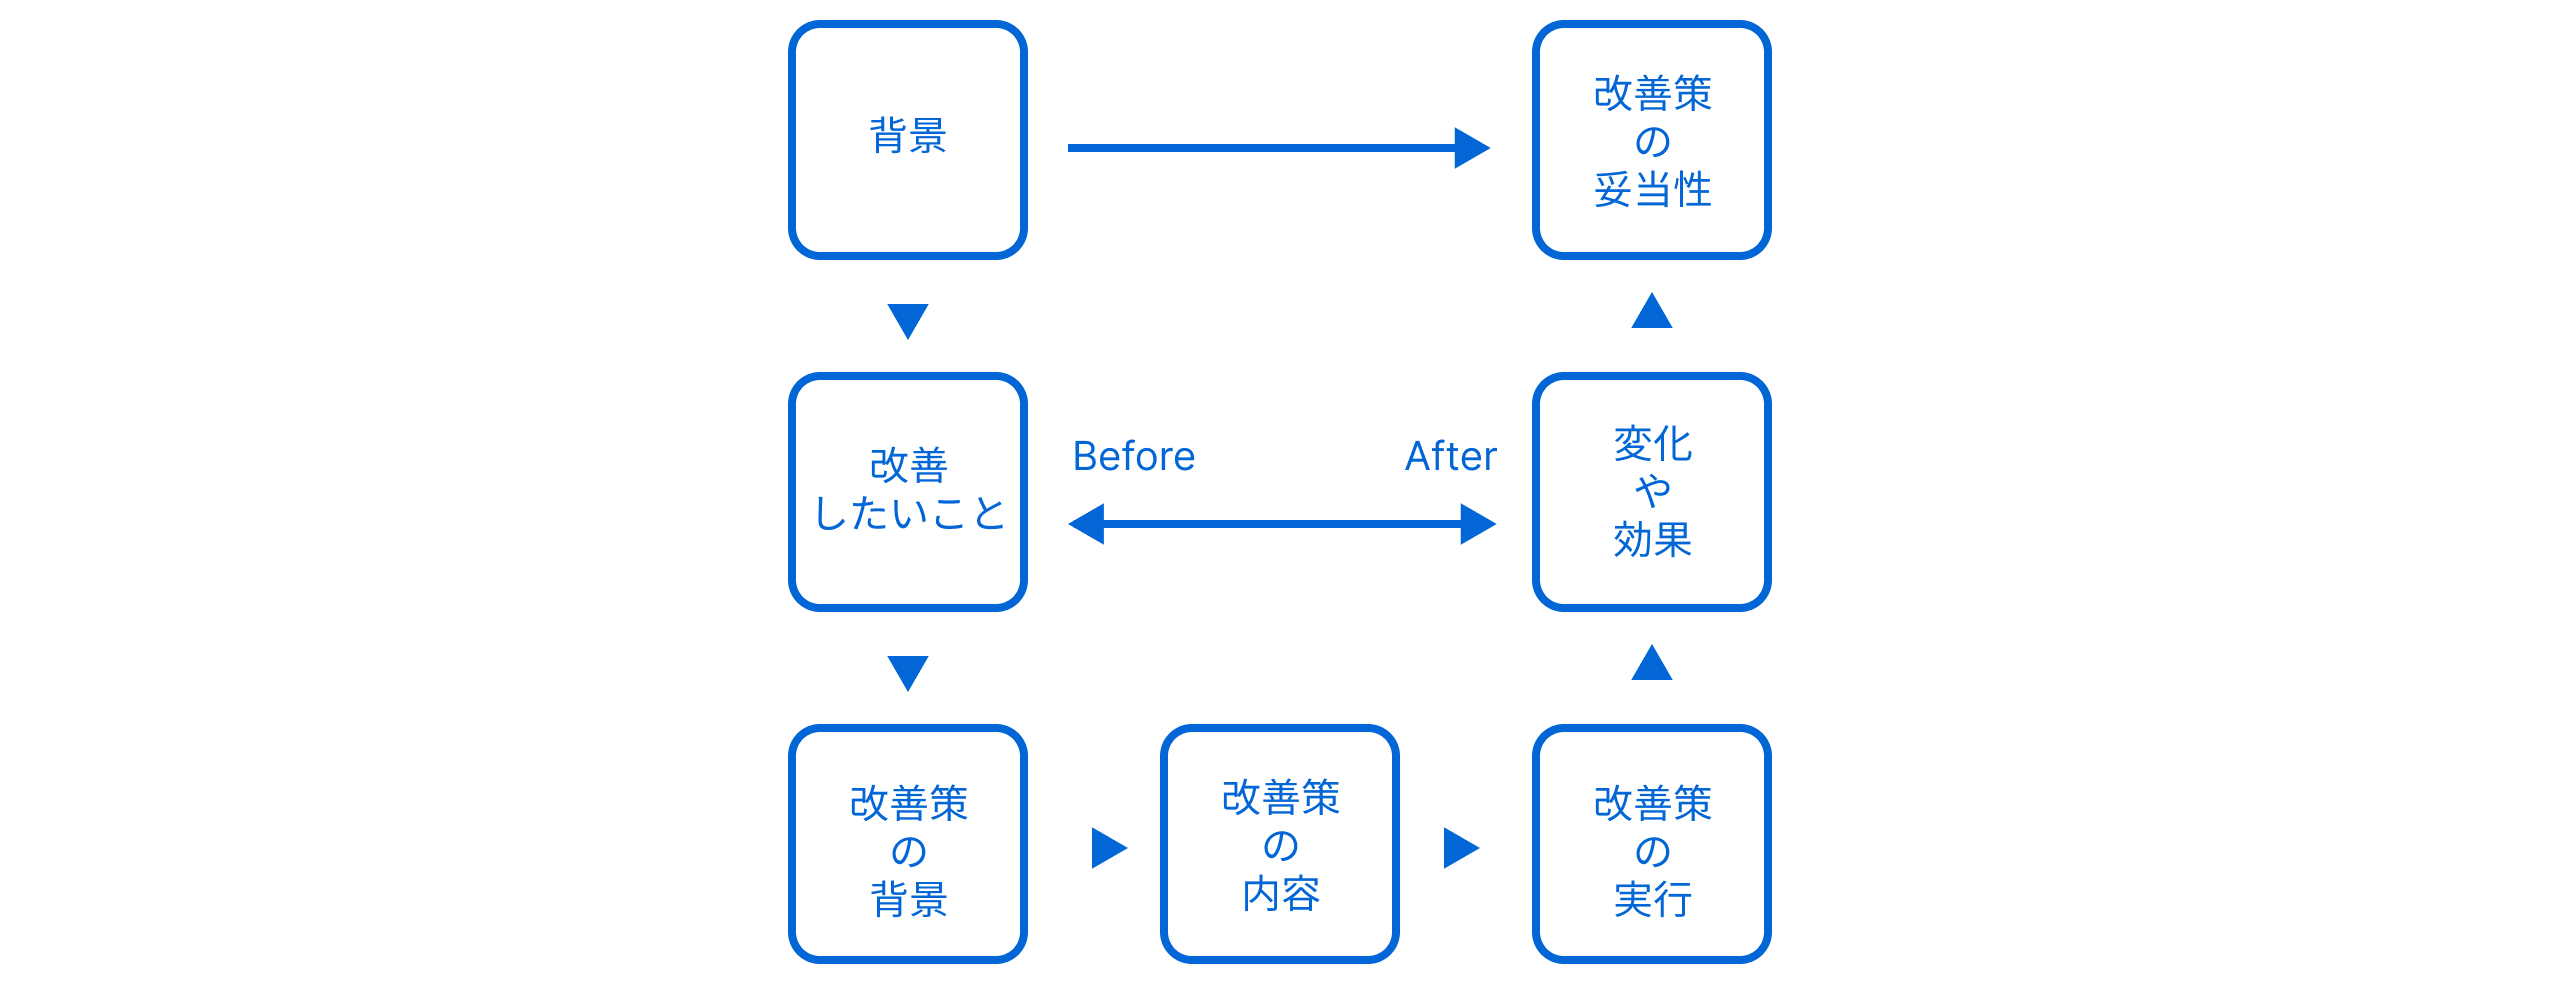 背景
改善策
の
妥当性
改善
したいこと
Before
After
変化
や
効果
改善策
の
背景
改善策
の
内容
改善策
の
実行